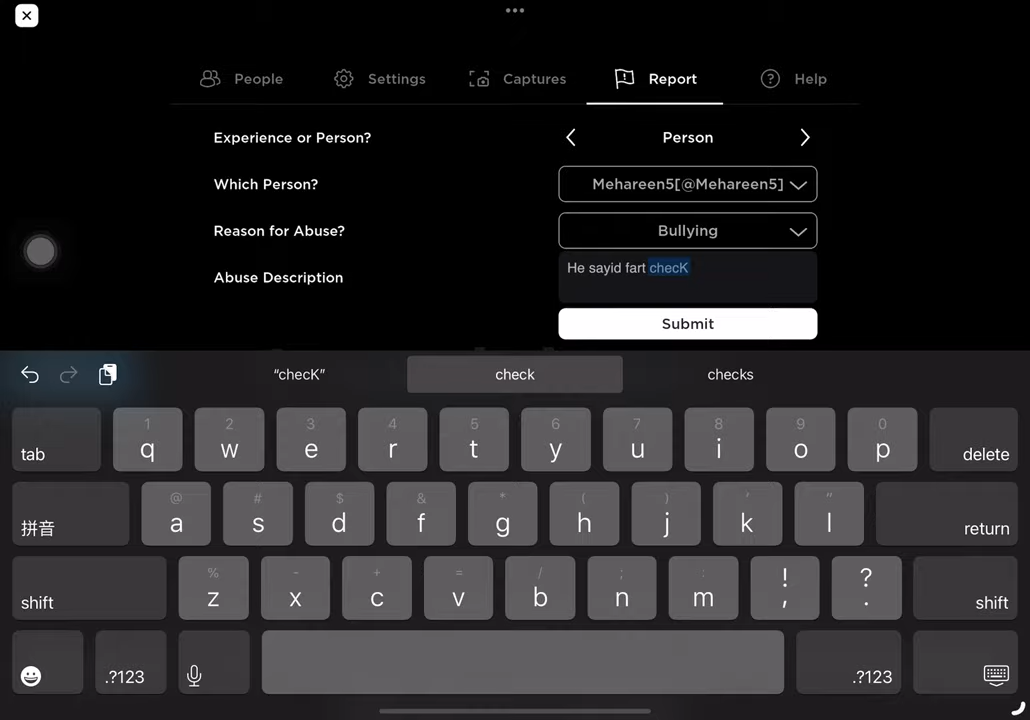 People Settings Captures Report Help
Experience or Person? Person
Which Person? Mehareen5[@Mehareen5]
Reason for Abuse? Bullying
Abuse Description He sayid fart checK
Submit
“checK” check checks
1 2 3 4 5 6 7 8 9 0
tab q w e r t y u i o p delete
@ # $ & * ( ) ' "
拼音 a s d f g h j k l return
% - + = / ; : ! ?
shift z x c v b n m , . shift
.?123 .?123